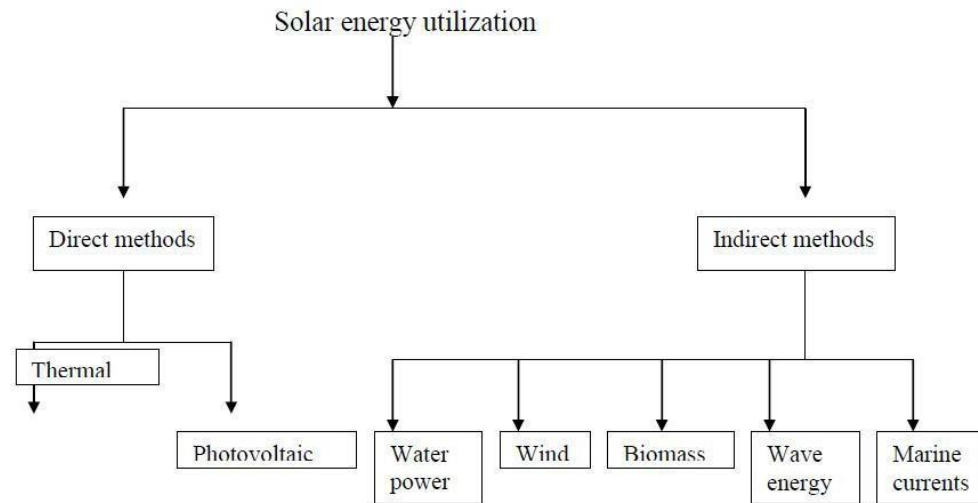 Solar energy utilization
Direct methods
Indirect methods
Thermal
Photovoltaic
Water
power
Wind
Biomass
Wave
energy
Marine
currents